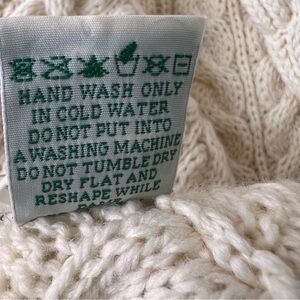 HAND WASH ONLY
IN COLD WATER
DO NOT PUT INTO
A WASHING MACHINE
DO NOT TUMBLE DRY
DRY FLAT AND
RESHAPE WHILE